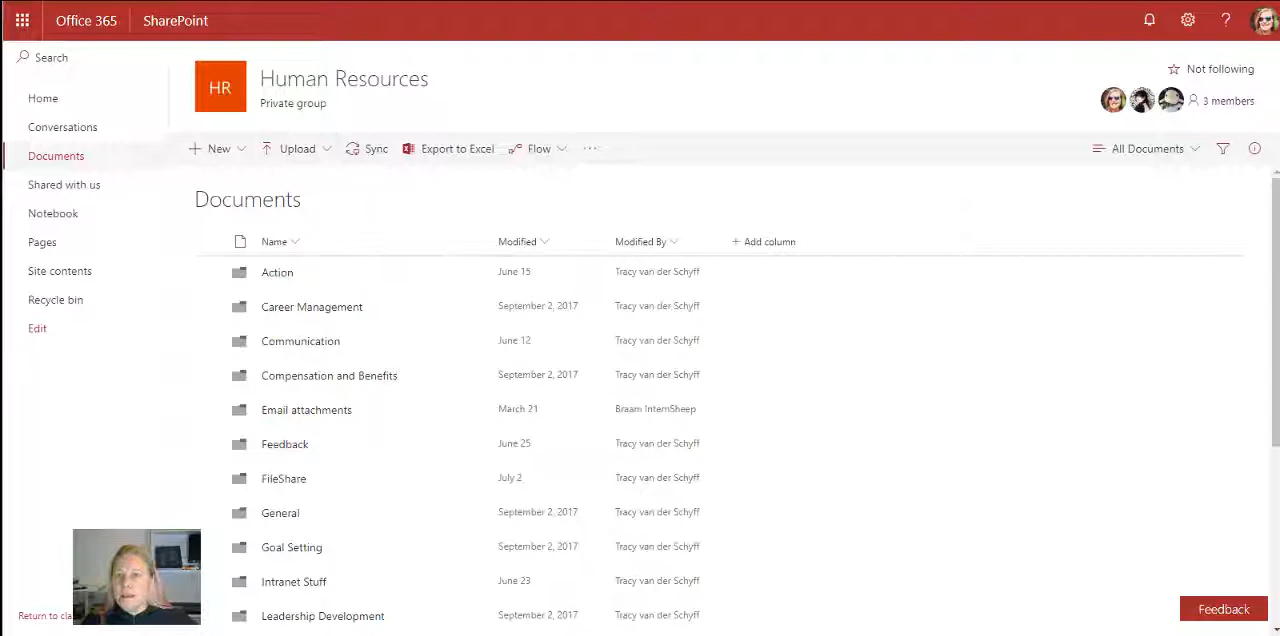 Office 365 SharePoint ?
Search
HR Human Resources
Private group
Not following
3 members
Home
Conversations
Documents
Shared with us
Notebook
Pages
Site contents
Recycle bin
Edit
Return to cla
New Upload Sync Export to Excel Flow ... All Documents
Documents
Name Modified Modified By + Add column
Action June 15 Tracy van der Schyff
Career Management September 2, 2017 Tracy van der Schyff
Communication June 12 Tracy van der Schyff
Compensation and Benefits September 2, 2017 Tracy van der Schyff
Email attachments March 21 Braam InternSheep
Feedback June 25 Tracy van der Schyff
FileShare July 2 Tracy van der Schyff
General September 2, 2017 Tracy van der Schyff
Goal Setting September 2, 2017 Tracy van der Schyff
Intranet Stuff June 23 Tracy van der Schyff
Leadership Development September 2, 2017 Tracy van der Schyff
Feedback